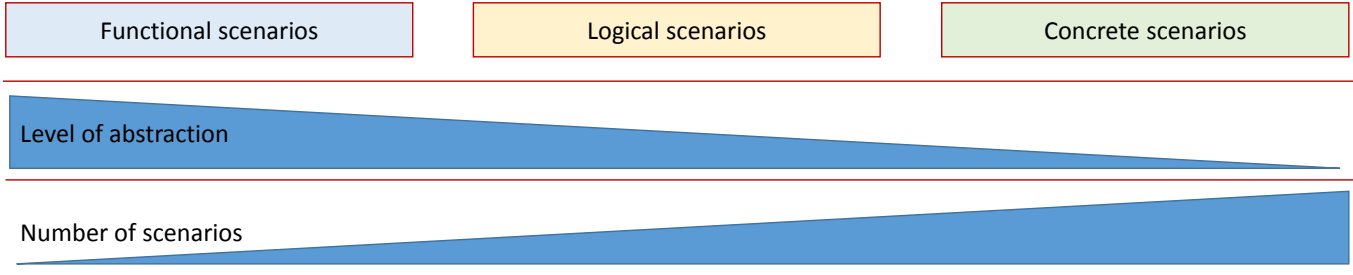 Functional scenarios
Logical scenarios
Concrete scenarios
Level of abstraction
Number of scenarios